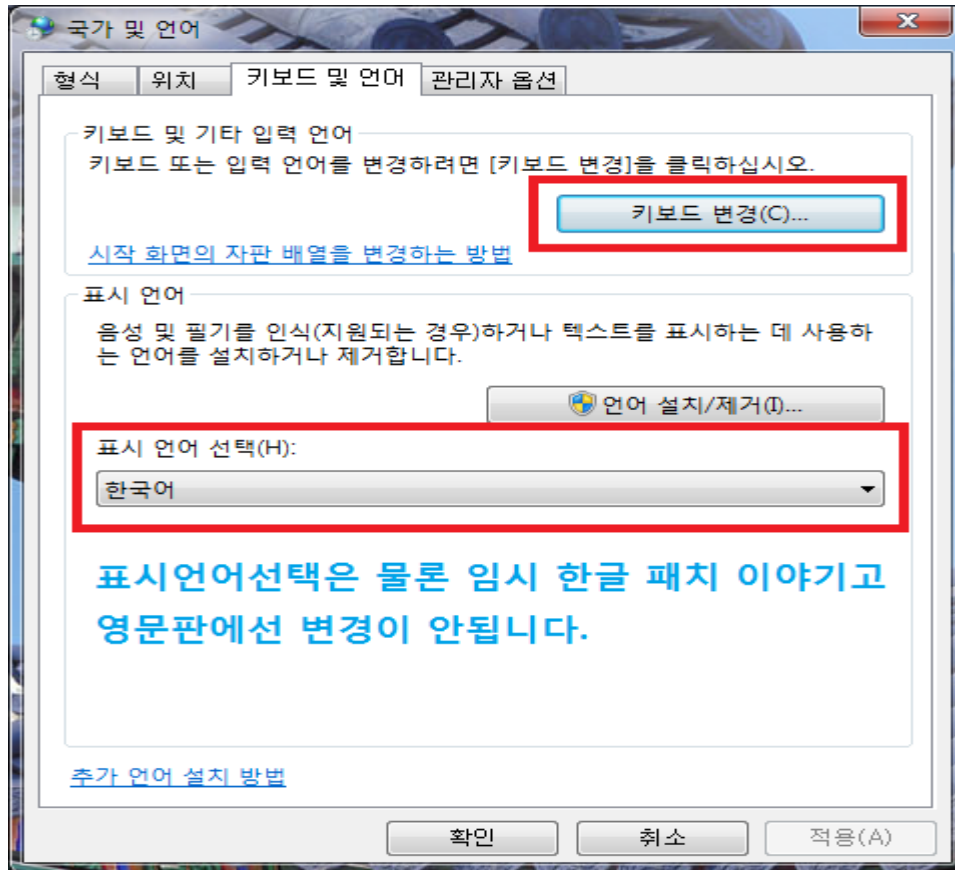 국가 및 언어
형식 위치 키보드 및 언어 관리자 옵션
키보드 및 기타 입력 언어
키보드 또는 입력 언어를 변경하려면 [키보드 변경]을 클릭하십시오.
키보드 변경(C)...
시작 화면의 자판 배열을 변경하는 방법
표시 언어
음성 및 필기를 인식(지원되는 경우)하거나 텍스트를 표시하는 데 사용하
는 언어를 설치하거나 제거합니다.
언어 설치/제거(I)...
표시 언어 선택(H):
한국어
표시언어선택은 물론 임시 한글 패치 이야기고
영문판에선 변경이 안됩니다.
추가 언어 설치 방법
확인 취소 적용(A)